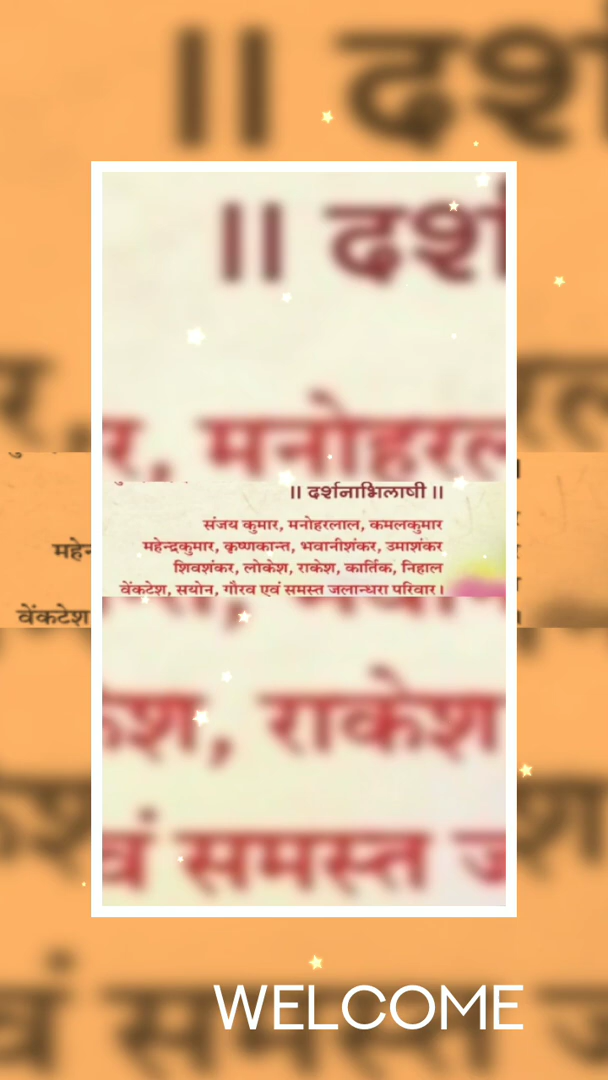 ॥ दर्शनाभिलाषी ॥
संजय कुमार, मनोहरलाल, कमलकुमार
महेन्द्रकुमार, कृष्णकान्त, भवानीशंकर, उमाशंकर
शिवशंकर, लोकेश, राकेश, कार्तिक, निहाल
वेंकटेश, सयोन, गौरव एवं समस्त जलान्धरा परिवार।
WELCOME